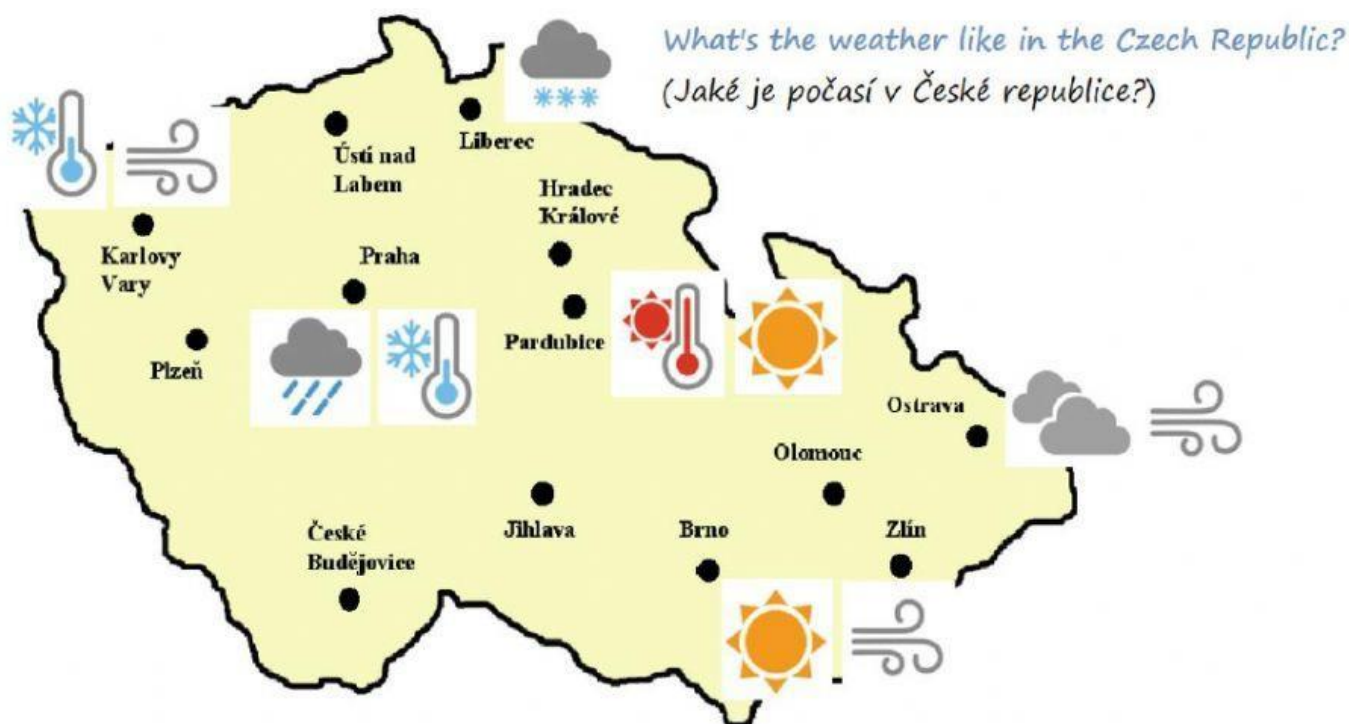 What's the weather like in the Czech Republic?
(Jaké je počasí v České republice?)
Liberec
Ústí nad
Labem
Hradec
Králové
Karlovy
Vary
Praha
Pardubice
Plzeň
Ostrava
Olomouc
České
Budějovice
Jihlava
Brno
Zlín